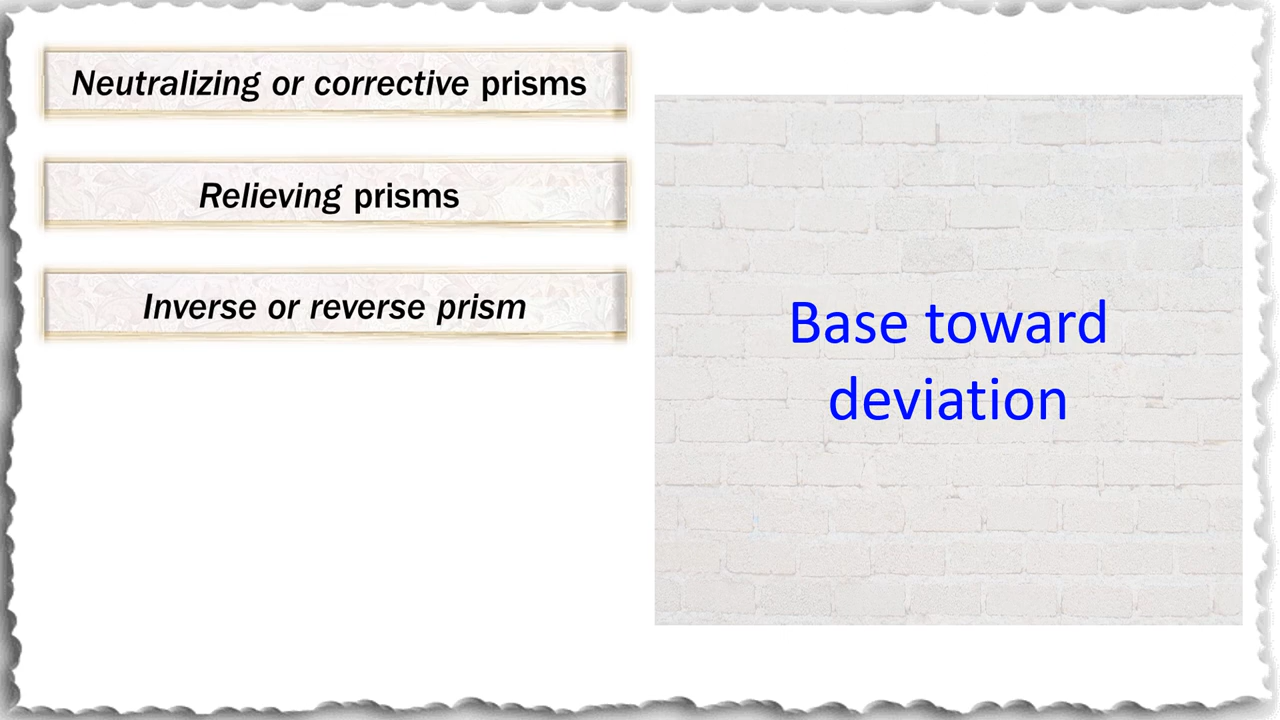 Neutralizing or corrective prisms
Relieving prisms
Inverse or reverse prism
Base toward
deviation